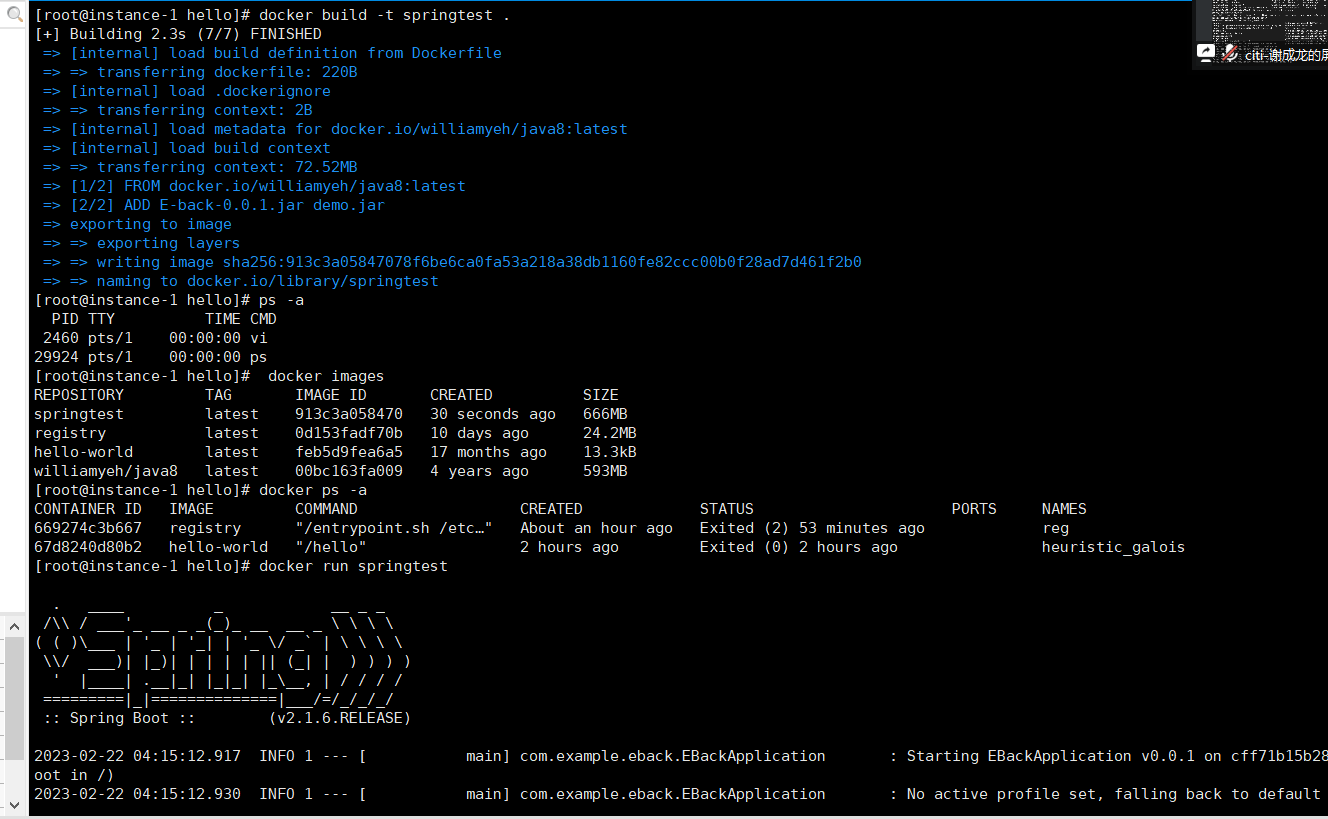 [root@instance-1 hello]# docker build -t springtest .
[+] Building 2.3s (7/7) FINISHED
=> [internal] load build definition from Dockerfile
=> => transferring dockerfile: 220B
=> [internal] load .dockerignore
=> => transferring context: 2B
=> [internal] load metadata for docker.io/williamyeh/java8:latest
=> [internal] load build context
=> => transferring context: 72.52MB
=> [1/2] FROM docker.io/williamyeh/java8:latest
=> [2/2] ADD E-back-0.0.1.jar demo.jar
=> exporting to image
=> => exporting layers
=> => writing image sha256:913c3a05847078f6be6ca0fa53a218a38db1160fe82ccc00b0f28ad7d461f2b0
=> => naming to docker.io/library/springtest
[root@instance-1 hello]# ps -a
PID TTY TIME CMD
2460 pts/1 00:00:00 vi
29924 pts/1 00:00:00 ps
[root@instance-1 hello]# docker images
REPOSITORY TAG IMAGE ID CREATED SIZE
springtest latest 913c3a058470 30 seconds ago 666MB
registry latest 0d153fadf70b 10 days ago 24.2MB
hello-world latest feb5d9fea6a5 17 months ago 13.3kB
williamyeh/java8 latest 00bc163fa009 4 years ago 593MB
[root@instance-1 hello]# docker ps -a
CONTAINER ID IMAGE COMMAND CREATED STATUS PORTS NAMES
669274c3b667 registry "/entrypoint.sh /etc…" About an hour ago Exited (2) 53 minutes ago reg
67d8240d80b2 hello-world "/hello" 2 hours ago Exited (0) 2 hours ago heuristic_galois
[root@instance-1 hello]# docker run springtest
Spring
:: Spring Boot :: (v2.1.6.RELEASE)
2023-02-22 04:15:12.917 INFO 1 --- [ main] com.example.eback.EBackApplication : Starting EBackApplication v0.0.1 on cff71b15b28
oot in /)
2023-02-22 04:15:12.930 INFO 1 --- [ main] com.example.eback.EBackApplication : No active profile set, falling back to default
citi-谢成龙的屏